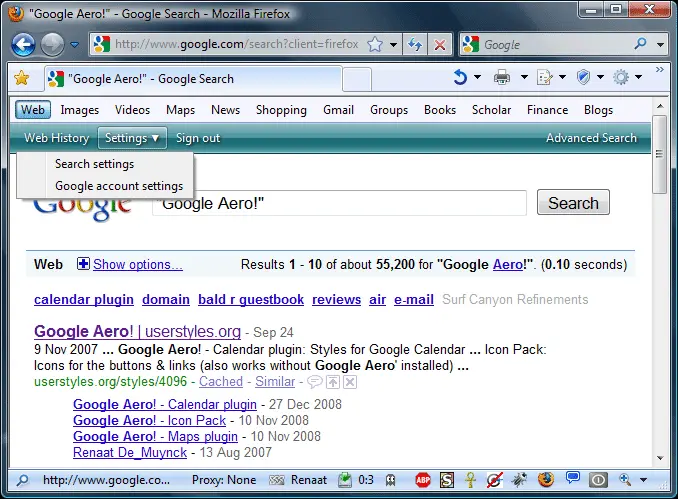 "Google Aero!" - Google Search - Mozilla Firefox
http://www.google.com/search?client=firefox
Google
"Google Aero!" - Google Search
Web Images Videos Maps News Shopping Gmail Groups Books Scholar Finance Blogs
Web History Settings ▼ Sign out Advanced Search
Search settings
Google account settings
Google "Google Aero!" Search
Web Show options... Results 1 - 10 of about 55,200 for "Google Aero!". (0.10 seconds)
calendar plugin domain bald r guestbook reviews air e-mail Surf Canyon Refinements
Google Aero! | userstyles.org - Sep 24
9 Nov 2007 ... Google Aero! - Calendar plugin: Styles for Google Calendar ... Icon Pack:
Icons for the buttons & links (also works without Google Aero' installed) ...
userstyles.org/styles/4096 - Cached - Similar -
Google Aero! - Calendar plugin - 27 Dec 2008
Google Aero! - Icon Pack - 10 Nov 2008
Google Aero! - Maps plugin - 10 Nov 2008
Renaat De_Muynck - 13 Aug 2007
http://www.google.co... Proxy: None Renaat 0:3 ABP S